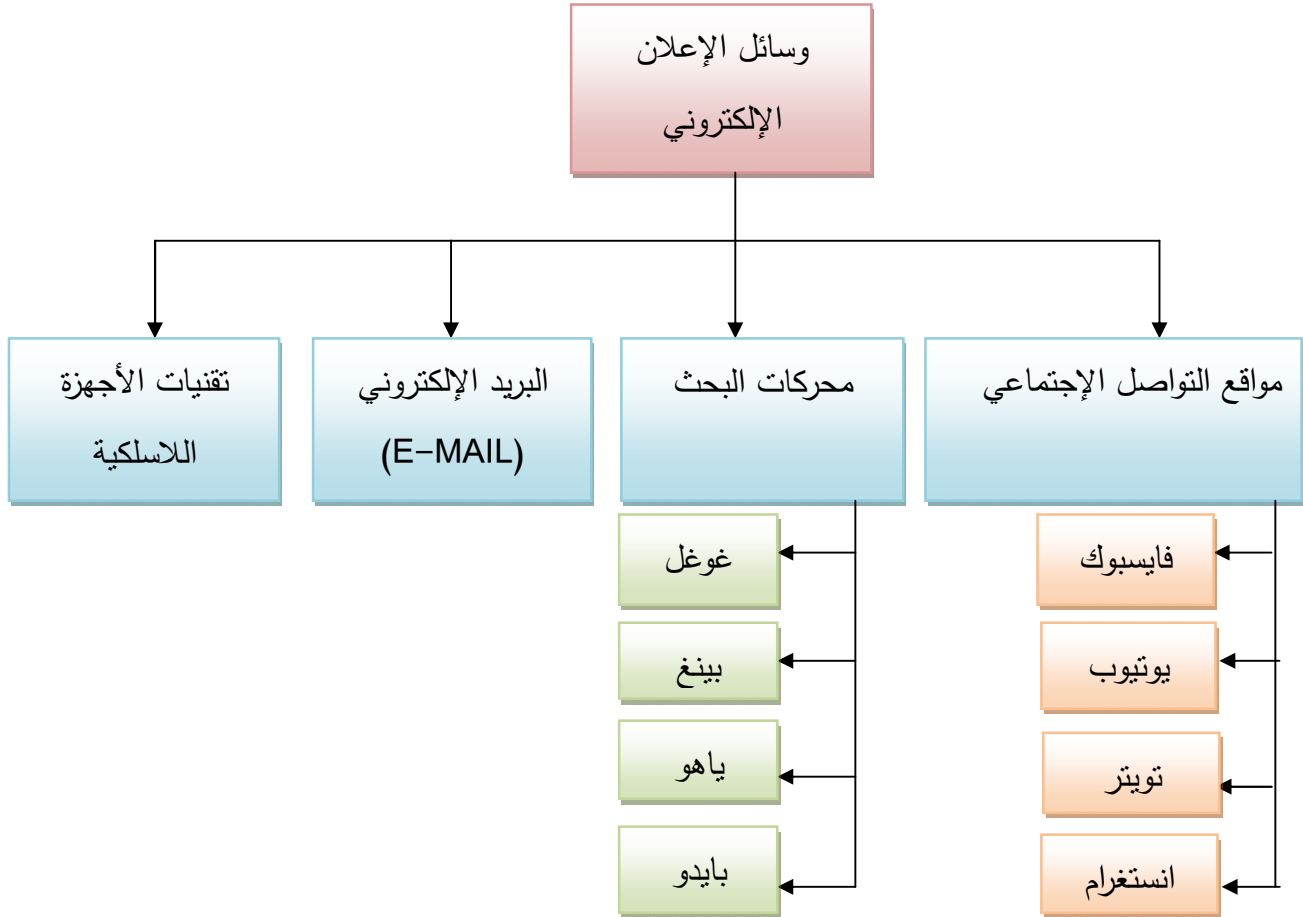 وسائل الإعلان
الإلكتروني
مواقع التواصل الإجتماعي
محركات البحث
البريد الإلكتروني
(E-MAIL)
تقنيات الأجهزة
اللاسلكية
فايسبوك
يوتيوب
تويتر
انستغرام
غوغل
بينغ
ياهو
بايدو